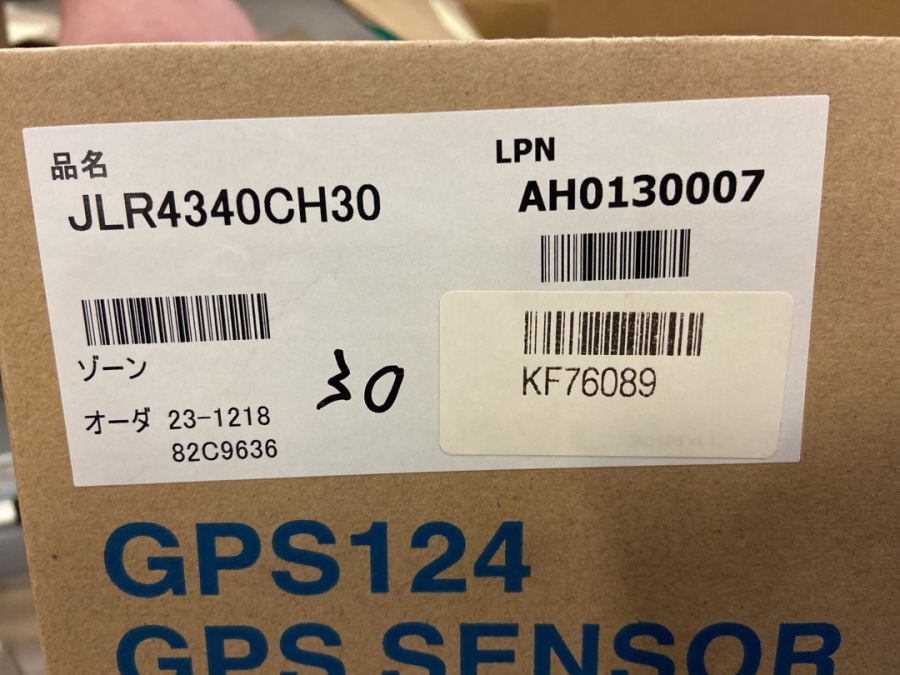 品名
JLR4340CH30
LPN
AH0130007
KF76089
ゾーン
30
オーダ 23-1218
82C9636
GPS124
GPS SENSOR